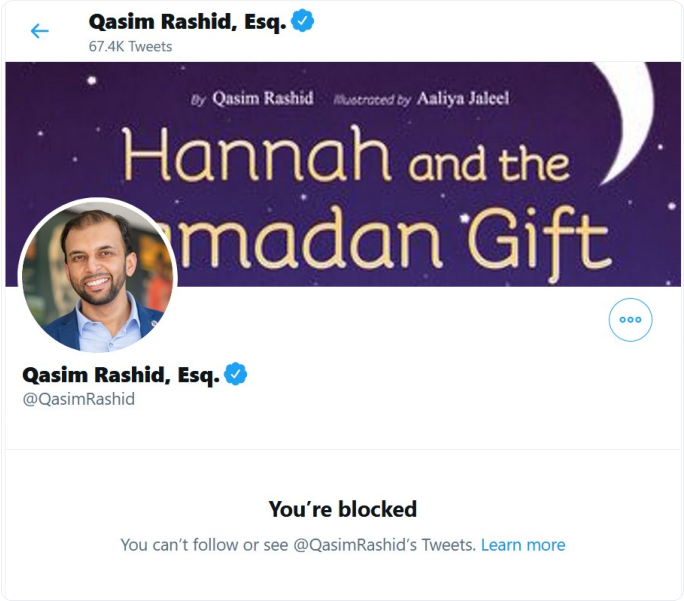 Qasim Rashid, Esq.
67.4K Tweets
By Qasim Rashid Illustrated by Aaliya Jaleel
Hannah and the
amadan Gift
Qasim Rashid, Esq.
@QasimRashid
You're blocked
You can't follow or see @QasimRashid's Tweets. Learn more